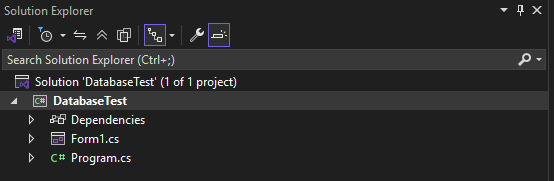 Solution Explorer
Search Solution Explorer (Ctrl+;)
Solution 'DatabaseTest' (1 of 1 project)
C# DatabaseTest
Dependencies
Form1.cs
C# Program.cs